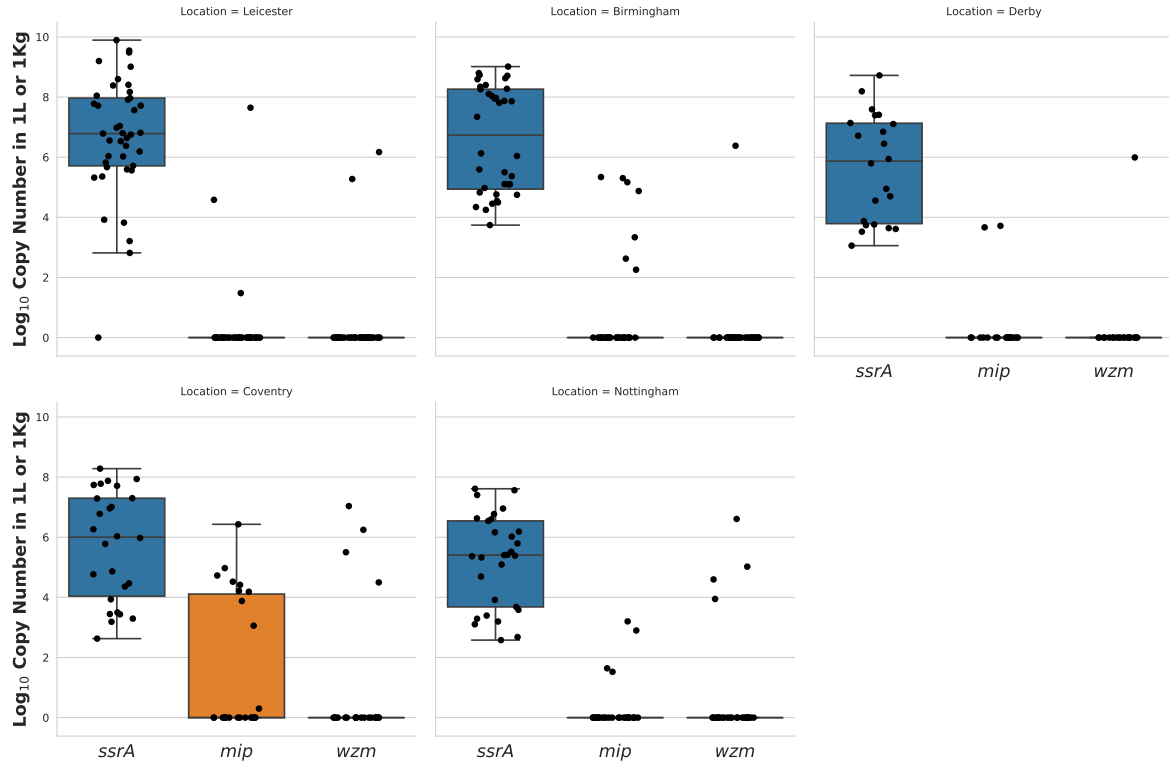 Location = Leicester
Location = Birmingham
Location = Derby
Log₁₀ Copy Number in 1L or 1Kg
10
8
6
4
2
0
ssrA
mip
wzm
Location = Coventry
Location = Nottingham
Log₁₀ Copy Number in 1L or 1Kg
10
8
6
4
2
0
ssrA
mip
wzm
ssrA
mip
wzm